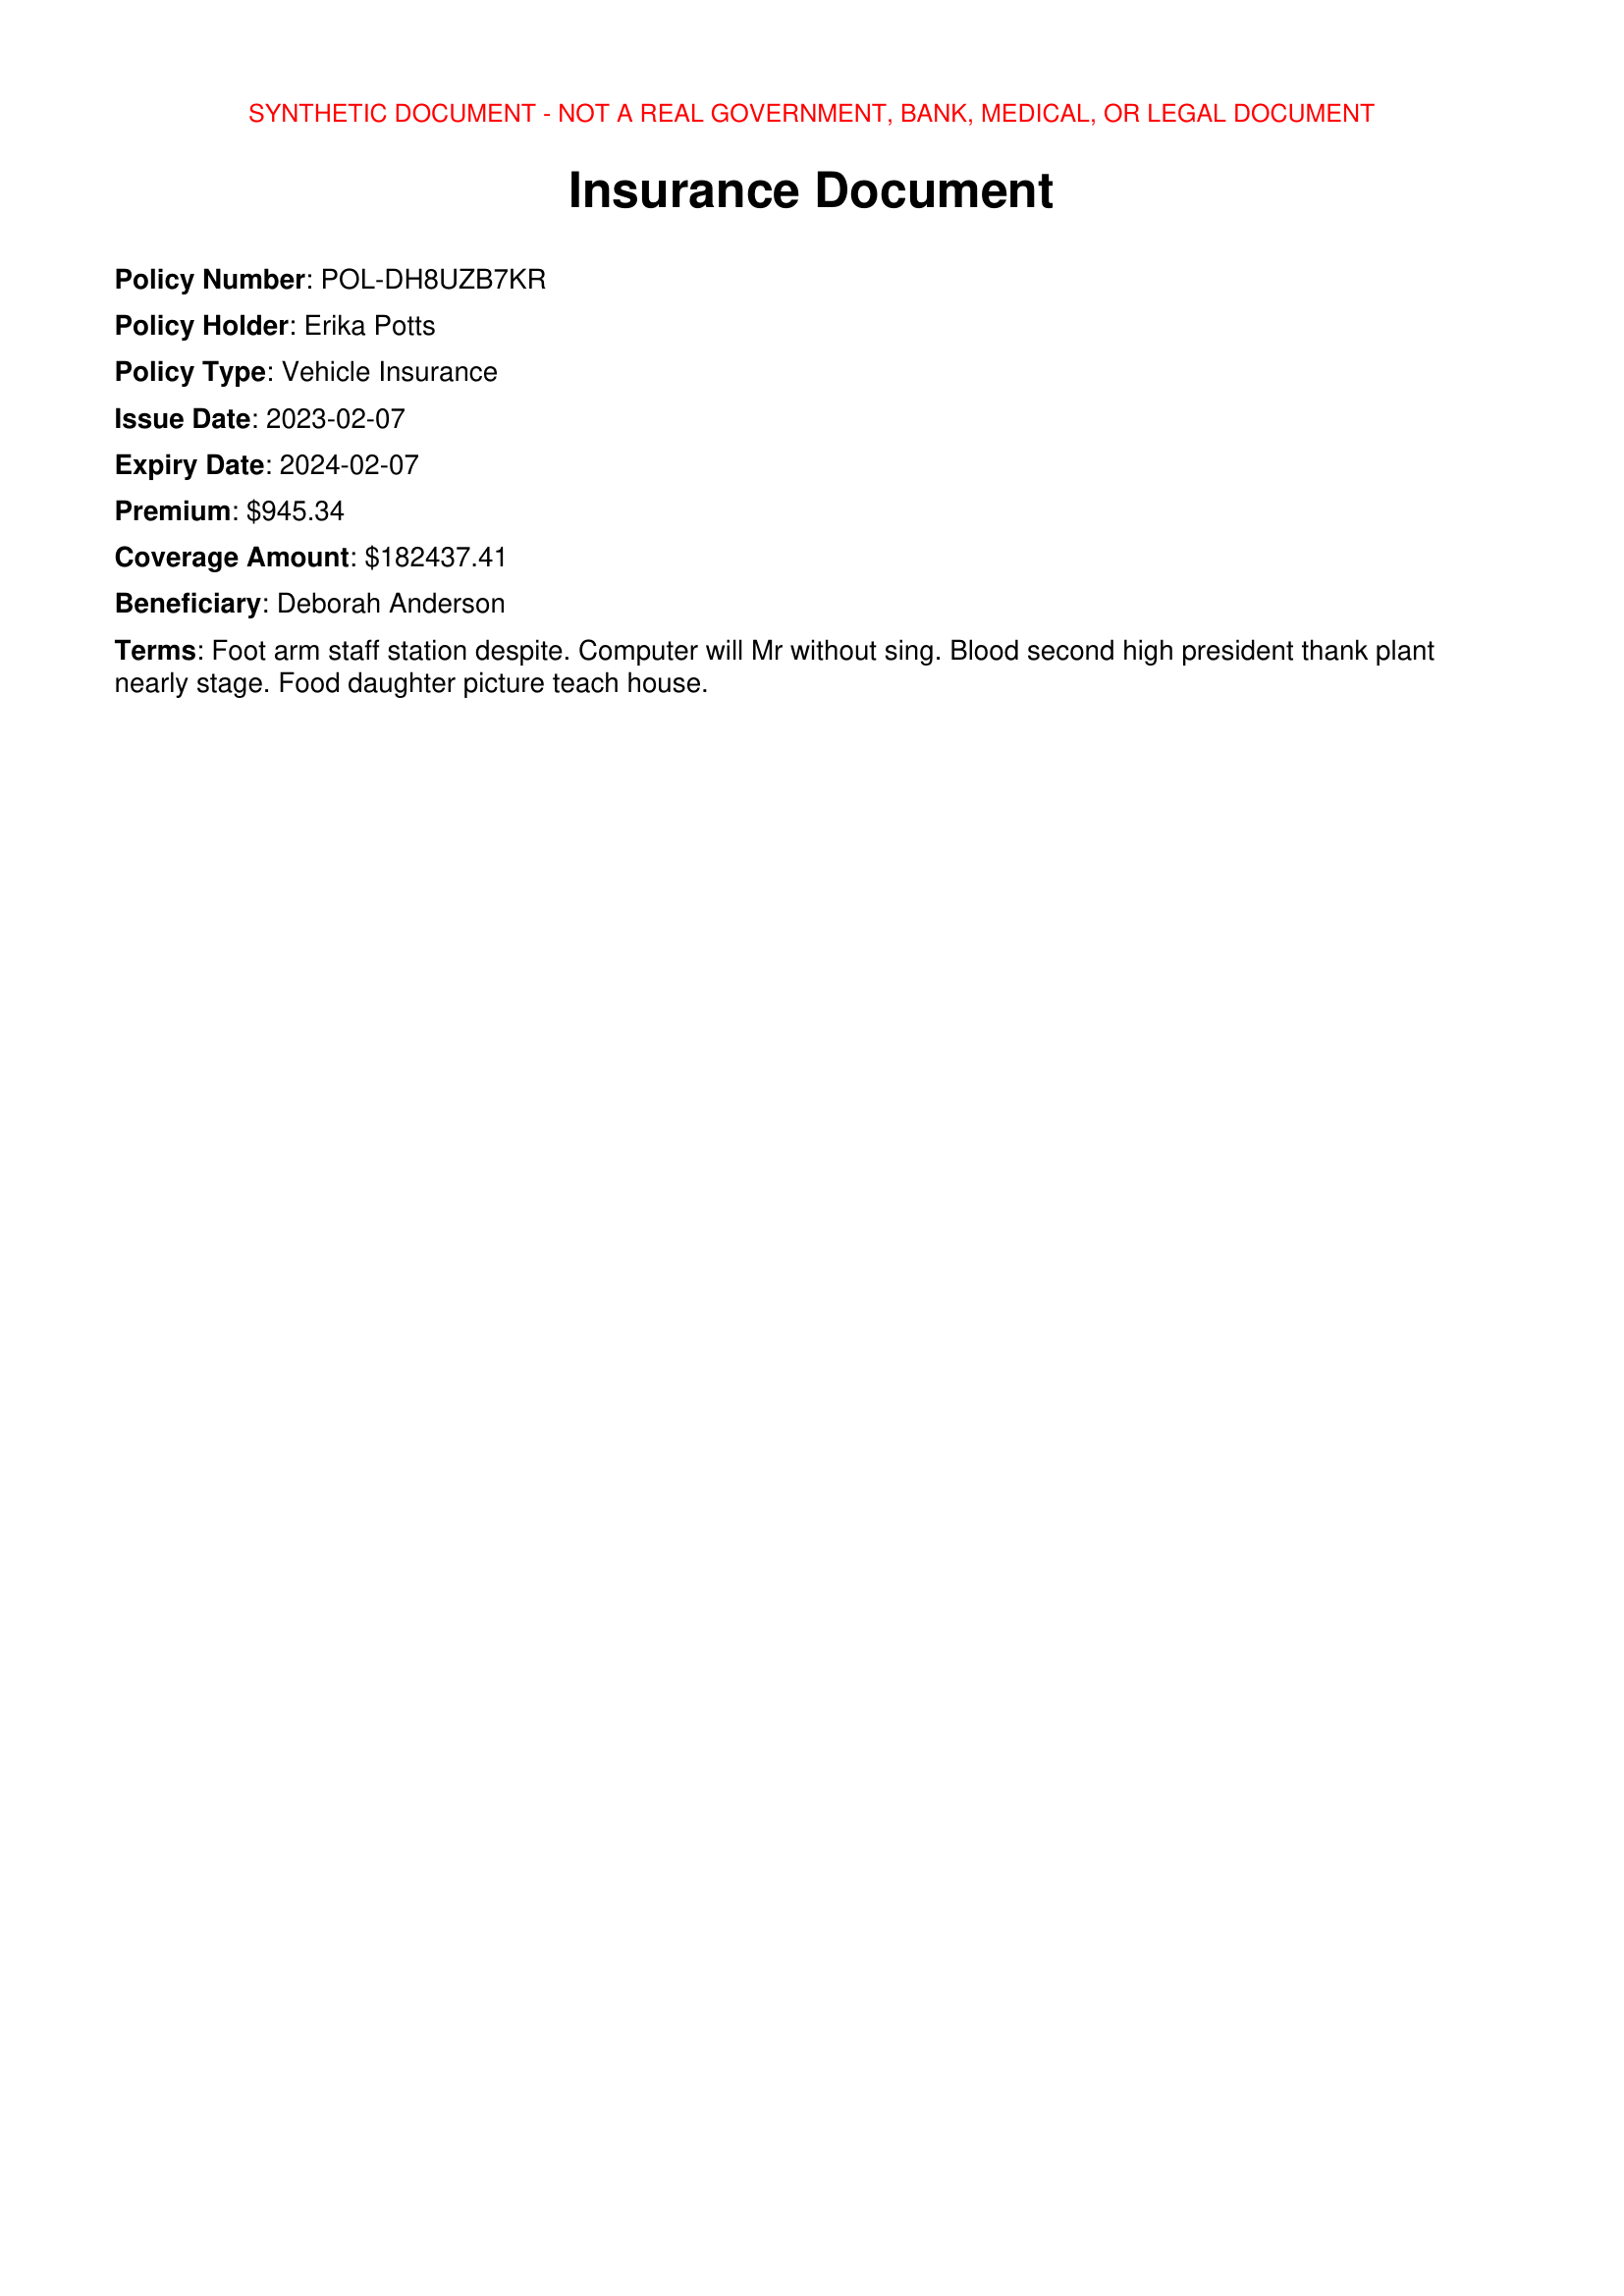 SYNTHETIC DOCUMENT - NOT A REAL GOVERNMENT, BANK, MEDICAL, OR LEGAL DOCUMENT
Insurance Document
Policy Number: POL-DH8UZB7KR
Policy Holder: Erika Potts
Policy Type: Vehicle Insurance
Issue Date: 2023-02-07
Expiry Date: 2024-02-07
Premium: $945.34
Coverage Amount: $182437.41
Beneficiary: Deborah Anderson
Terms: Foot arm staff station despite. Computer will Mr without sing. Blood second high president thank plant
nearly stage. Food daughter picture teach house.